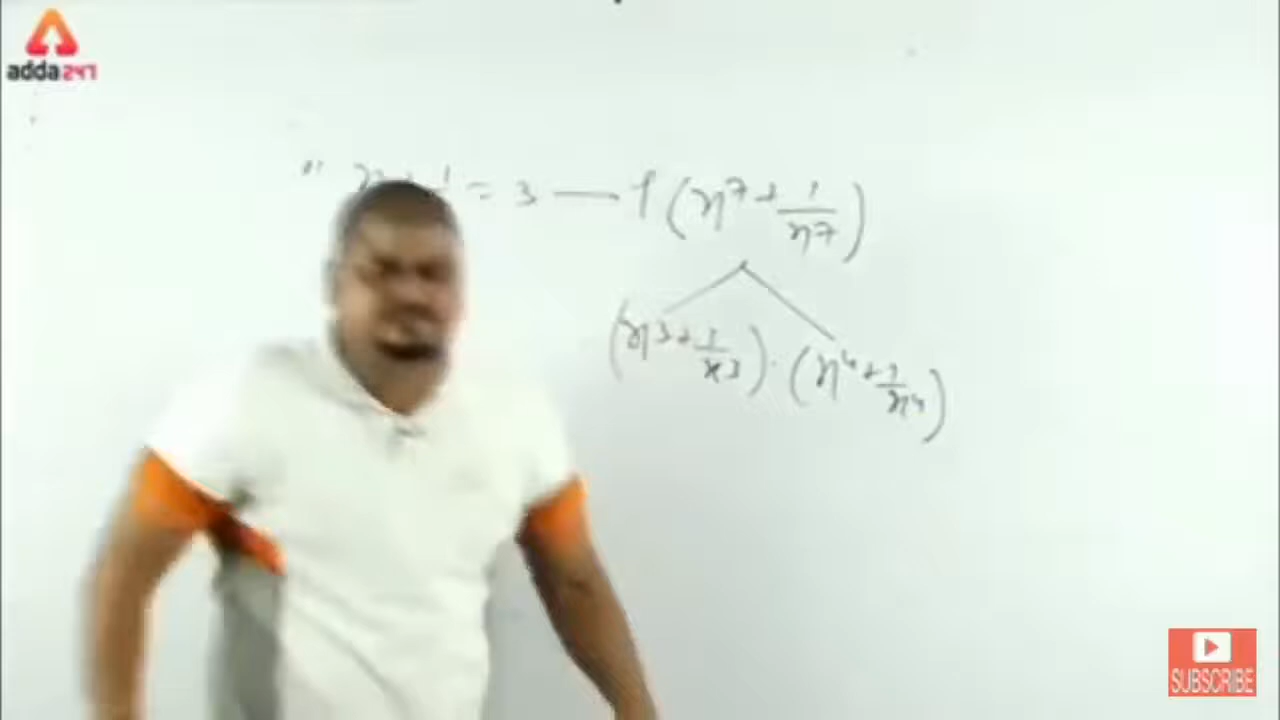 adda247
= 3 — f (x⁷ + 1/x⁷)
(x³ + 1/x³) · (x⁴ + 1/x⁴)
SUBSCRIBE